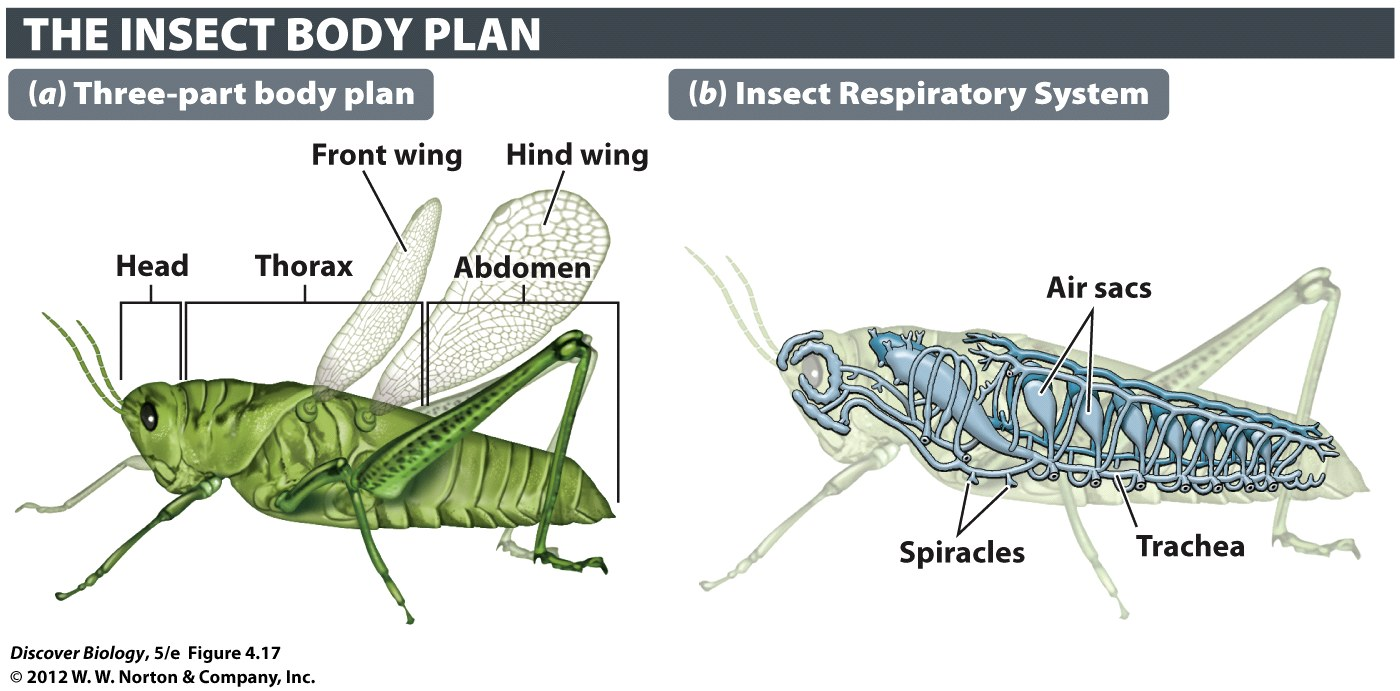 THE INSECT BODY PLAN
(a) Three-part body plan
Front wing
Hind wing
Head
Thorax
Abdomen
(b) Insect Respiratory System
Air sacs
Spiracles
Trachea
Discover Biology, 5/e Figure 4.17
© 2012 W. W. Norton & Company, Inc.